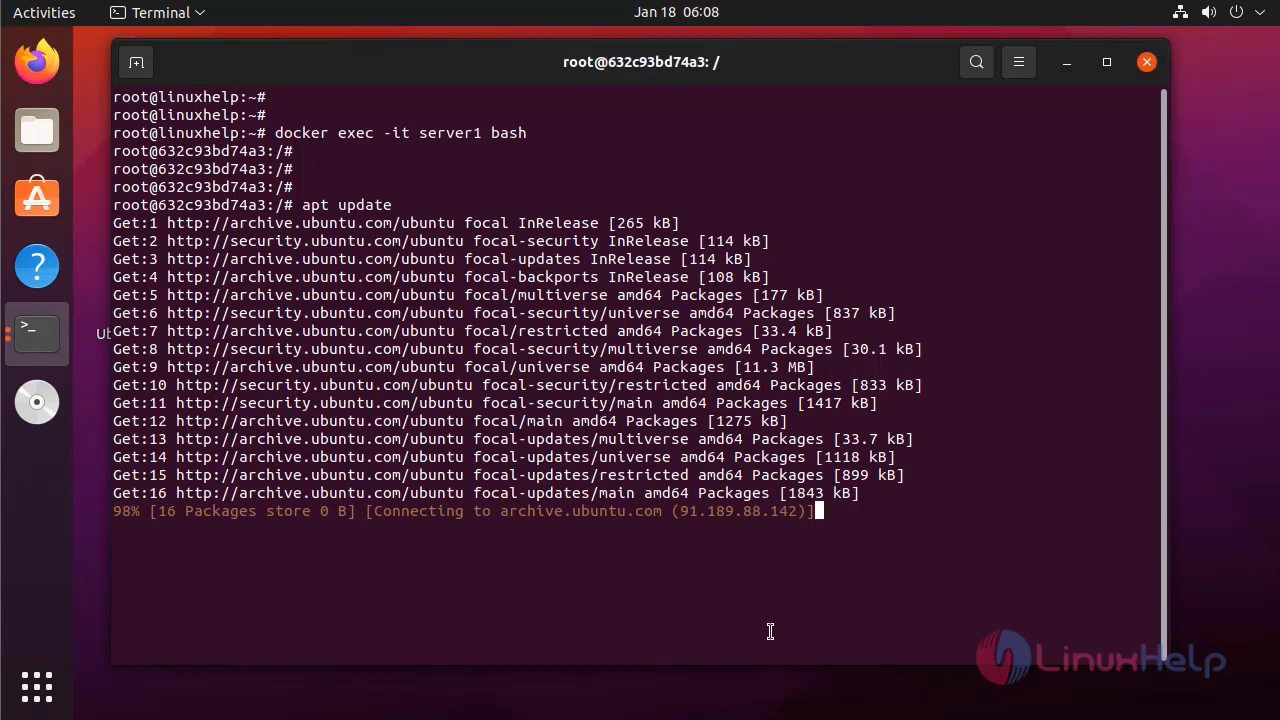 Activities Terminal Jan 18 06:08
root@632c93bd74a3: /
root@linuxhelp:~#
root@linuxhelp:~#
root@linuxhelp:~# docker exec -it server1 bash
root@632c93bd74a3:/#
root@632c93bd74a3:/#
root@632c93bd74a3:/#
root@632c93bd74a3:/# apt update
Get:1 http://archive.ubuntu.com/ubuntu focal InRelease [265 kB]
Get:2 http://security.ubuntu.com/ubuntu focal-security InRelease [114 kB]
Get:3 http://archive.ubuntu.com/ubuntu focal-updates InRelease [114 kB]
Get:4 http://archive.ubuntu.com/ubuntu focal-backports InRelease [108 kB]
Get:5 http://archive.ubuntu.com/ubuntu focal/multiverse amd64 Packages [177 kB]
Get:6 http://security.ubuntu.com/ubuntu focal-security/universe amd64 Packages [837 kB]
Ub
Get:7 http://archive.ubuntu.com/ubuntu focal/restricted amd64 Packages [33.4 kB]
Get:8 http://security.ubuntu.com/ubuntu focal-security/multiverse amd64 Packages [30.1 kB]
Get:9 http://archive.ubuntu.com/ubuntu focal/universe amd64 Packages [11.3 MB]
Get:10 http://security.ubuntu.com/ubuntu focal-security/restricted amd64 Packages [833 kB]
Get:11 http://security.ubuntu.com/ubuntu focal-security/main amd64 Packages [1417 kB]
Get:12 http://archive.ubuntu.com/ubuntu focal/main amd64 Packages [1275 kB]
Get:13 http://archive.ubuntu.com/ubuntu focal-updates/multiverse amd64 Packages [33.7 kB]
Get:14 http://archive.ubuntu.com/ubuntu focal-updates/universe amd64 Packages [1118 kB]
Get:15 http://archive.ubuntu.com/ubuntu focal-updates/restricted amd64 Packages [899 kB]
Get:16 http://archive.ubuntu.com/ubuntu focal-updates/main amd64 Packages [1843 kB]
98% [16 Packages store 0 B] [Connecting to archive.ubuntu.com (91.189.88.142)]
LinuxHelp